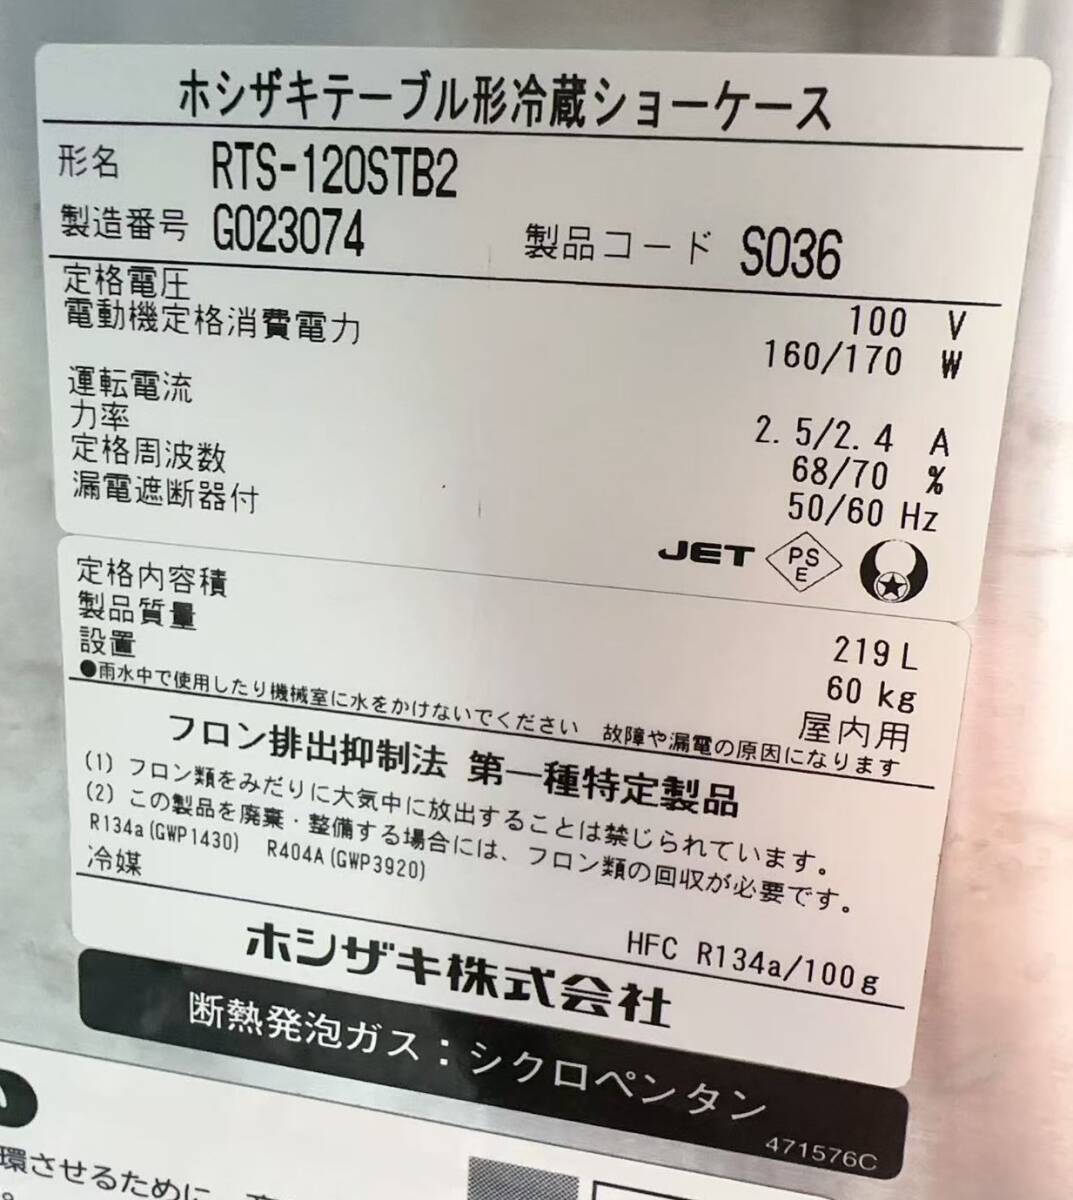 ホシザキテーブル形冷蔵ショーケース
形名 RTS-120STB2
製造番号 G023074 製品コード S036
定格電圧 100 V
電動機定格消費電力 160/170 W
運転電流 2.5/2.4 A
力率 68/70 %
定格周波数 50/60 Hz
漏電遮断器付
JET PSE
定格内容積 219 L
製品質量 60 kg
設置 屋内用
●雨水中で使用したり機械室に水をかけないでください 故障や漏電の原因になります
フロン排出抑制法 第一種特定製品
(1) フロン類をみだりに大気中に放出することは禁じられています。
(2) この製品を廃棄・整備する場合には、フロン類の回収が必要です。
R134a(GWP1430) R404A(GWP3920)
冷媒 HFC R134a/100g
ホシザキ株式会社
断熱発泡ガス：シクロペンタン
471576C
環させるために